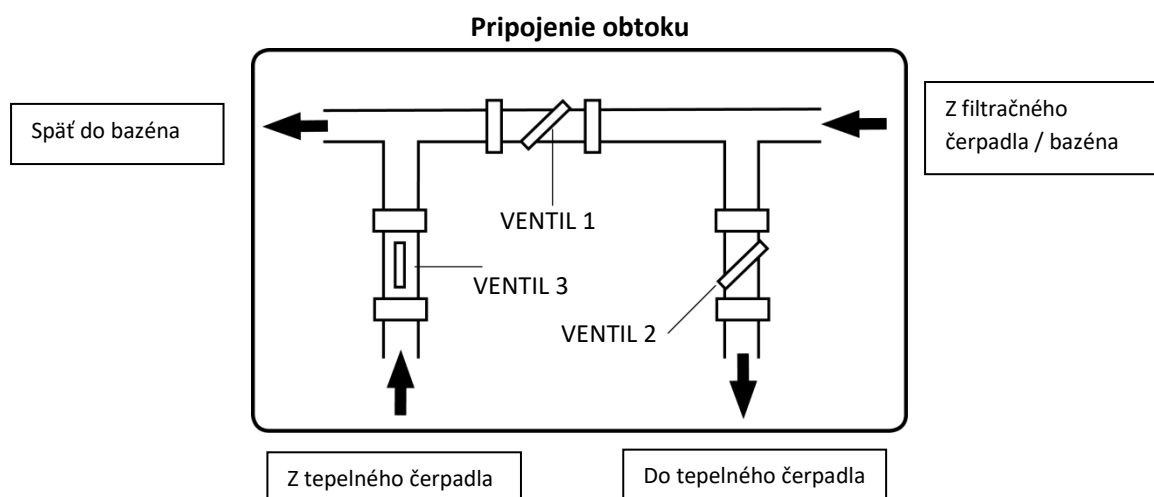 Pripojenie obtoku
Späť do bazéna
Z filtračného
čerpadla / bazéna
VENTIL 1
VENTIL 3
VENTIL 2
Z tepelného čerpadla
Do tepelného čerpadla